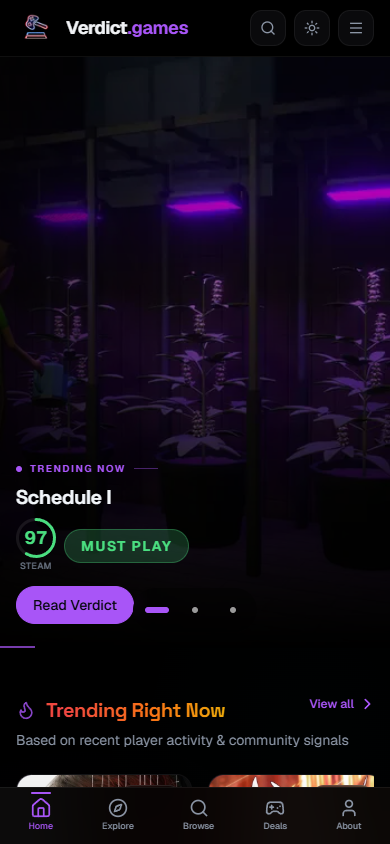 Verdict.games
TRENDING NOW
Schedule I
97
MUST PLAY
STEAM
Read Verdict
Trending Right Now
View all
Based on recent player activity & community signals
Home
Explore
Browse
Deals
About